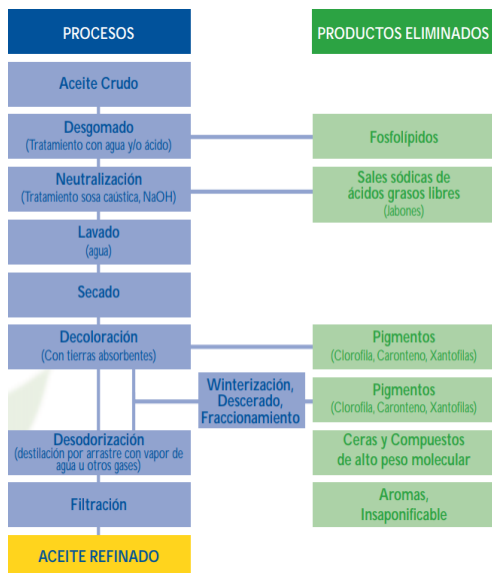 PROCESOS
PRODUCTOS ELIMINADOS
Aceite Crudo
Desgomado
(Tratamiento con agua y/o ácido)
Fosfolípidos
Neutralización
(Tratamiento sosa caústica, NaOH)
Sales sódicas de
ácidos grasos libres
(Jabones)
Lavado
(agua)
Secado
Decoloración
(Con tierras absorbentes)
Pigmentos
(Clorofila, Caronteno, Xantofilas)
Winterización,
Descerado,
Fraccionamiento
Pigmentos
(Clorofila, Caronteno, Xantofilas)
Desodorización
(destilación por arrastre con vapor de
agua u otros gases)
Ceras y Compuestos
de alto peso molecular
Filtración
Aromas,
Insaponificable
ACEITE REFINADO